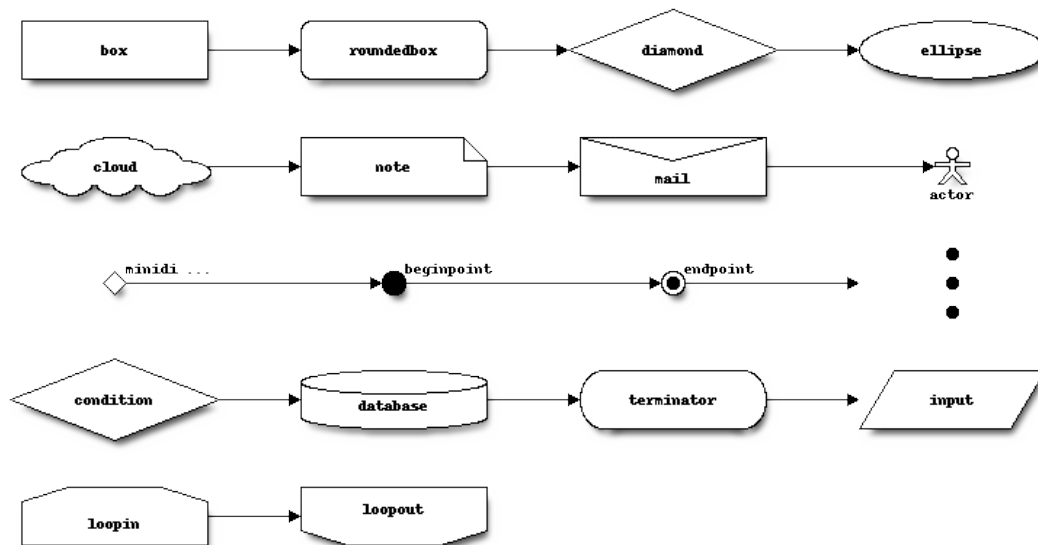 box
roundedbox
diamond
ellipse
cloud
note
mail
actor
minidi ...
beginpoint
endpoint
condition
database
terminator
input
loopin
loopout